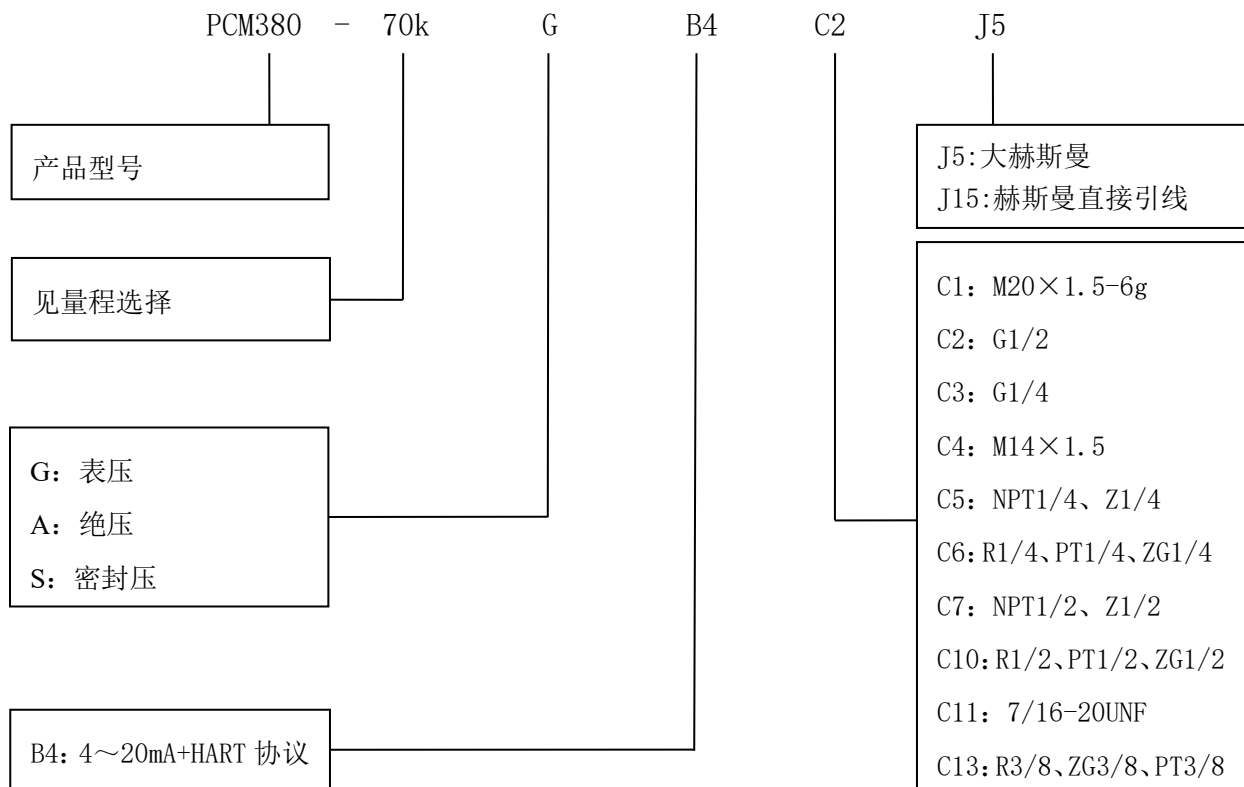 PCM380 - 70k G B4 C2 J5
产品型号
见量程选择
G：表压
A：绝压
S：密封压
B4：4～20mA+HART 协议
J5:大赫斯曼
J15:赫斯曼直接引线
C1：M20×1.5-6g
C2：G1/2
C3：G1/4
C4：M14×1.5
C5：NPT1/4、Z1/4
C6：R1/4、PT1/4、ZG1/4
C7：NPT1/2、Z1/2
C10：R1/2、PT1/2、ZG1/2
C11：7/16-20UNF
C13：R3/8、ZG3/8、PT3/8